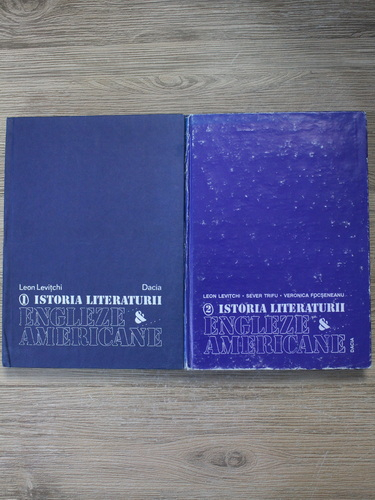 Leon Levițchi Dacia
1 ISTORIA LITERATURII
ENGLEZE &
AMERICANE
LEON LEVITCHI · SEVER TRIFU · VERONICA FOCȘENEANU
2 ISTORIA LITERATURII
ENGLEZE &
AMERICANE
DACIA